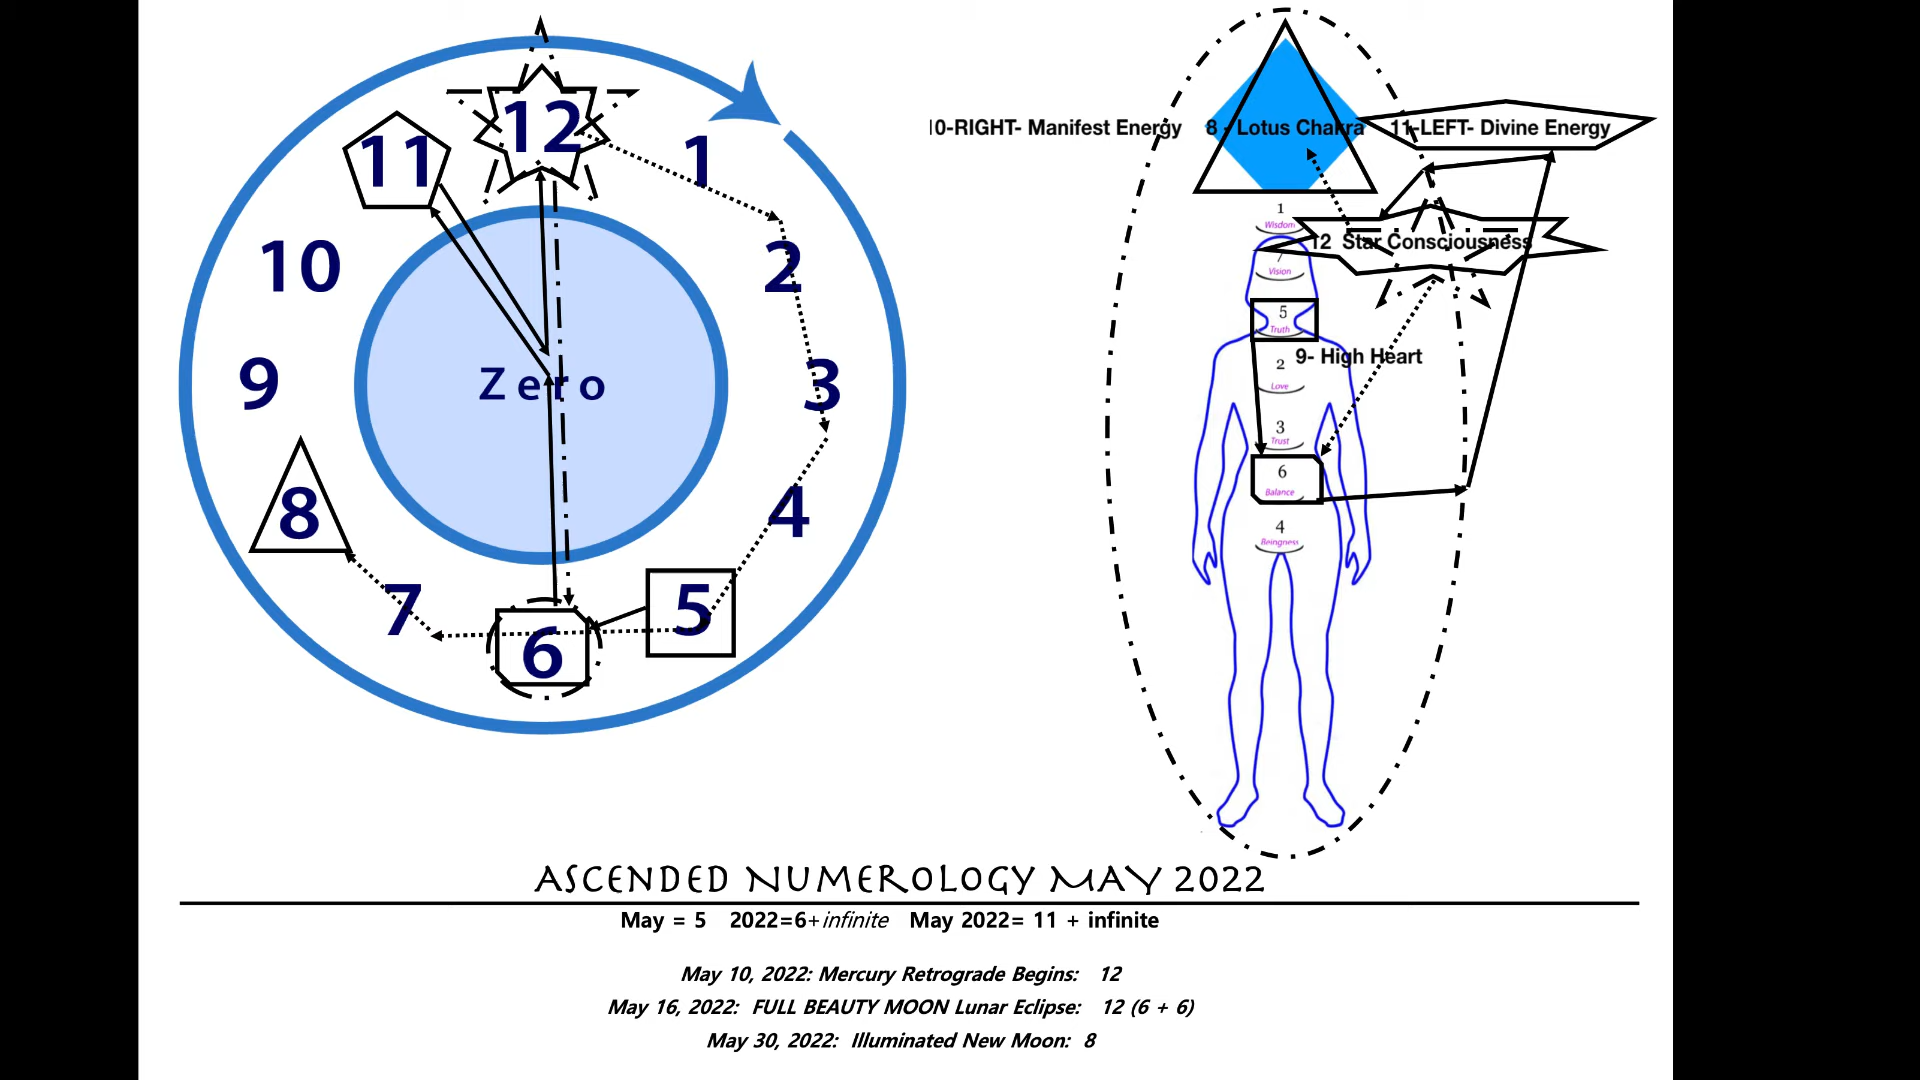 12
11
1
10
2
Zero
9
3
8
4
7
5
6
10-RIGHT- Manifest Energy
8 - Lotus Chakra
11-LEFT- Divine Energy
1
Wisdom
12 Star Consciousness
7
Vision
5
Truth
9- High Heart
2
Love
3
Trust
6
Balance
4
Beingness
ASCENDED NUMEROLOGY MAY 2022
May = 5 2022=6+infinite May 2022= 11 + infinite
May 10, 2022: Mercury Retrograde Begins: 12
May 16, 2022: FULL BEAUTY MOON Lunar Eclipse: 12 (6 + 6)
May 30, 2022: Illuminated New Moon: 8